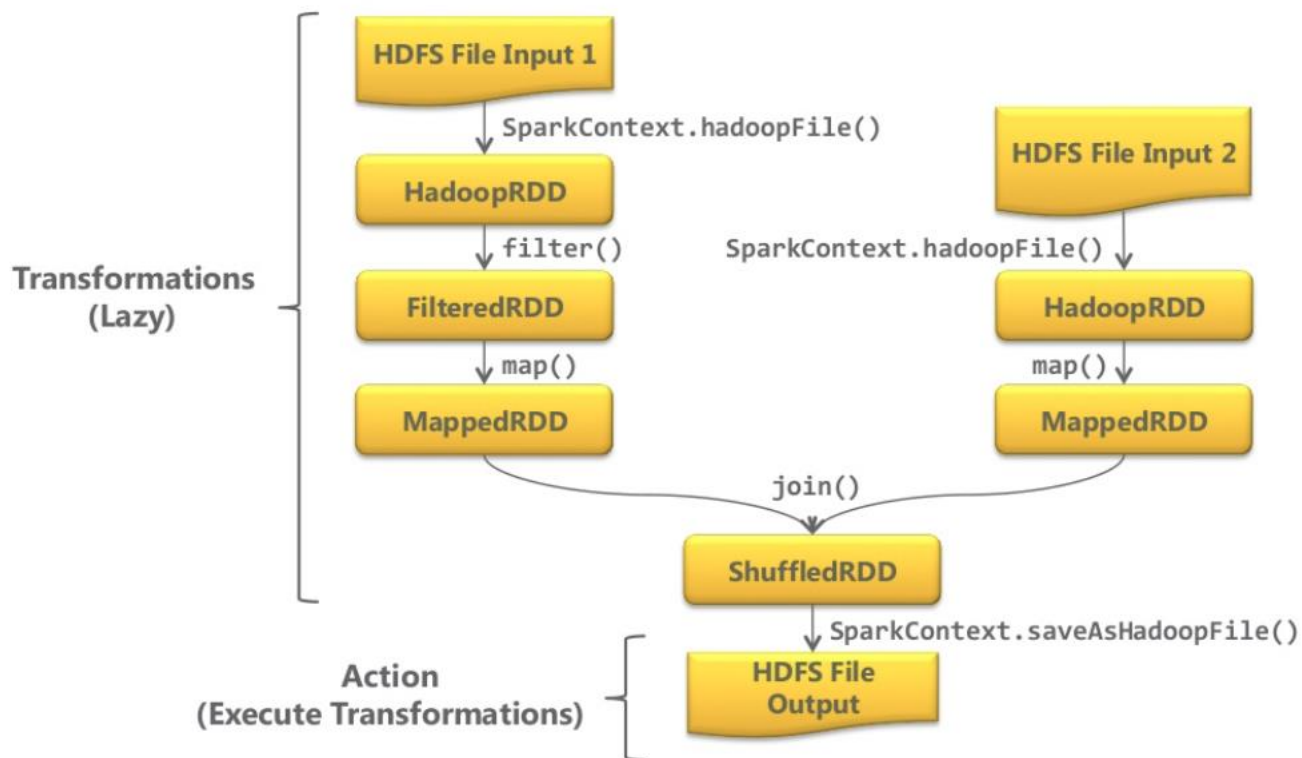 HDFS File Input 1
SparkContext.hadoopFile()
HDFS File Input 2
HadoopRDD
filter()
SparkContext.hadoopFile()
Transformations
(Lazy)
FilteredRDD
HadoopRDD
map()
map()
MappedRDD
MappedRDD
join()
ShuffledRDD
SparkContext.saveAsHadoopFile()
Action
(Execute Transformations)
HDFS File
Output